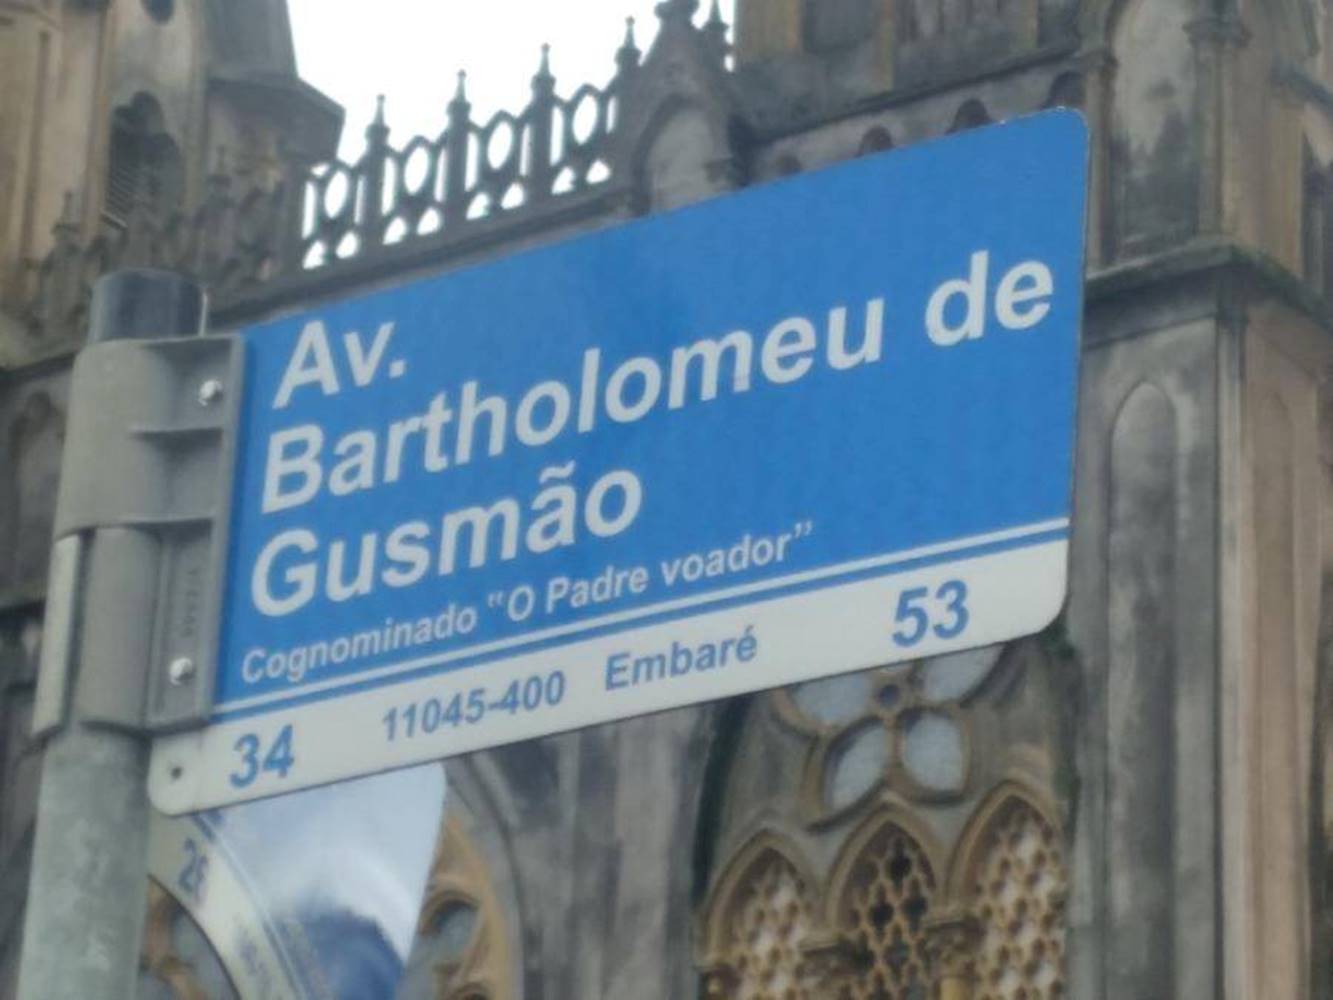 Av.
Bartholomeu de
Gusmão
Cognominado "O Padre voador"
34 11045-400 Embaré 53